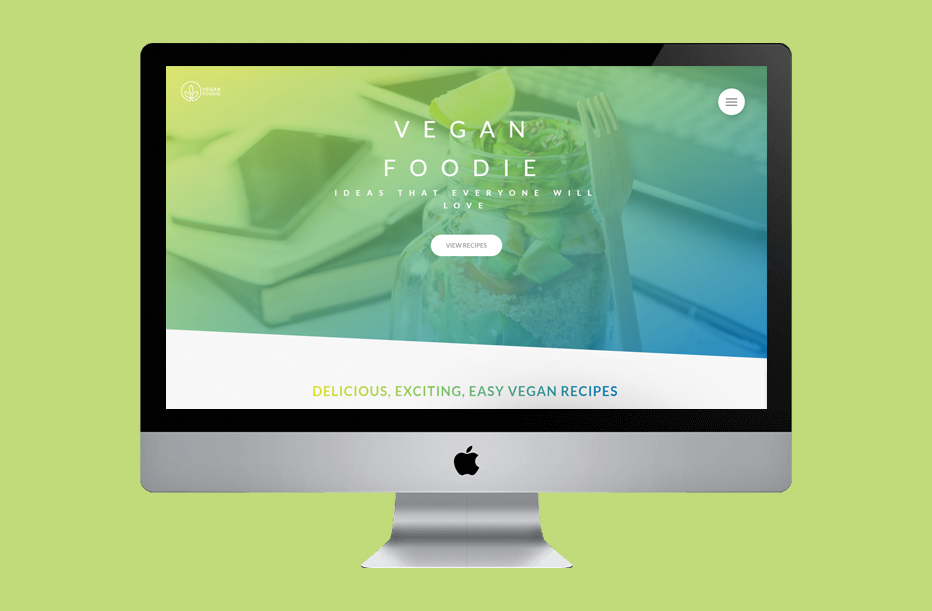 VEGAN
FOODIE
VEGAN
FOODIE
IDEAS THAT EVERYONE WILL
LOVE
VIEW RECIPES
DELICIOUS, EXCITING, EASY VEGAN RECIPES